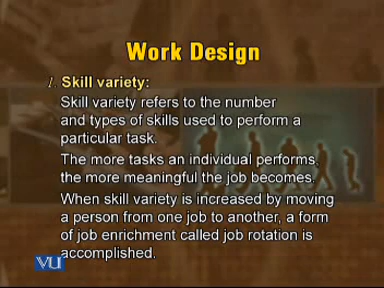 Work Design
1. Skill variety:
Skill variety refers to the number
and types of skills used to perform a
particular task.
The more tasks an individual performs,
the more meaningful the job becomes.
When skill variety is increased by moving
a person from one job to another, a form
of job enrichment called job rotation is
accomplished.
VU